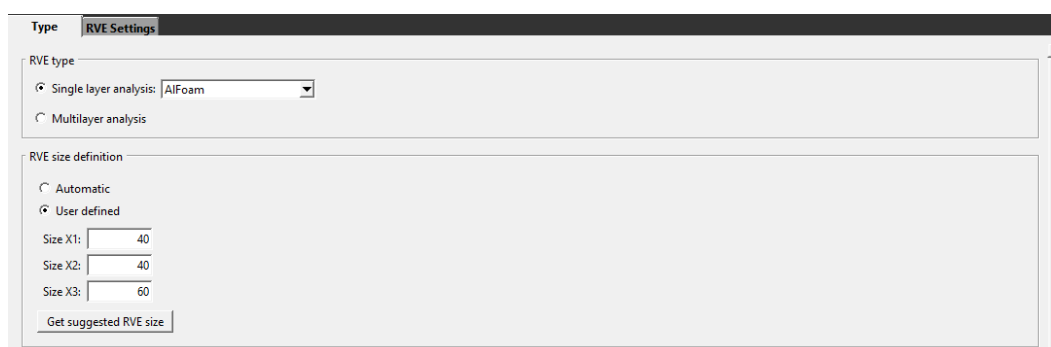 Type RVE Settings
RVE type
Single layer analysis: AlFoam
Multilayer analysis
RVE size definition
Automatic
User defined
Size X1: 40
Size X2: 40
Size X3: 60
Get suggested RVE size